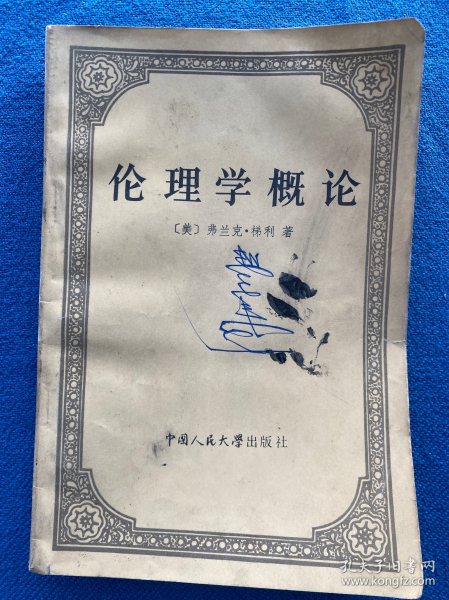 伦理学概论
〔美〕弗兰克·梯利 著
中国人民大学出版社
孔夫子旧书网
www.kongfz.com